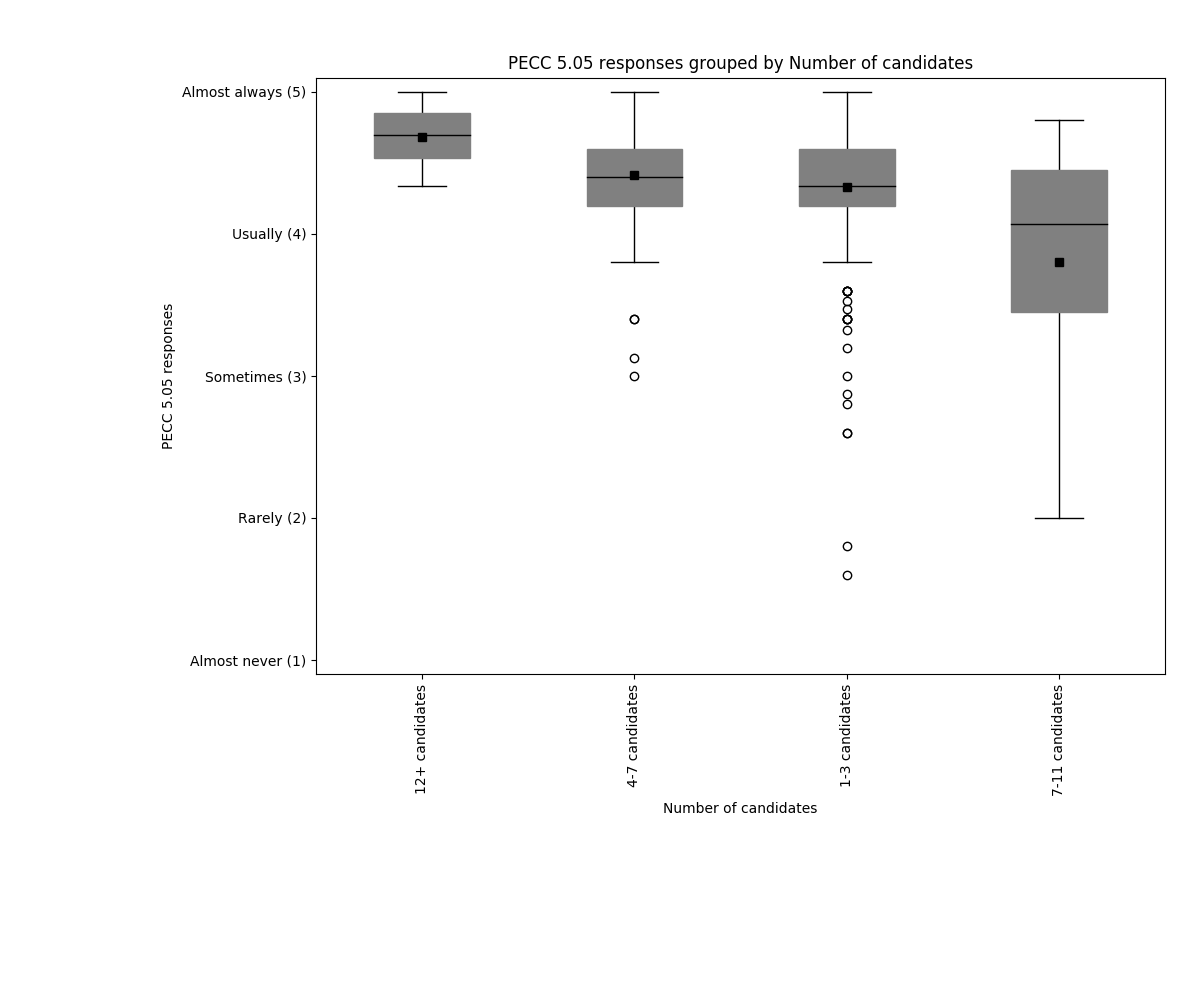 PECC 5.05 responses grouped by Number of candidates
Almost always (5)
Usually (4)
Sometimes (3)
Rarely (2)
Almost never (1)
PECC 5.05 responses
12+ candidates
4-7 candidates
1-3 candidates
7-11 candidates
Number of candidates